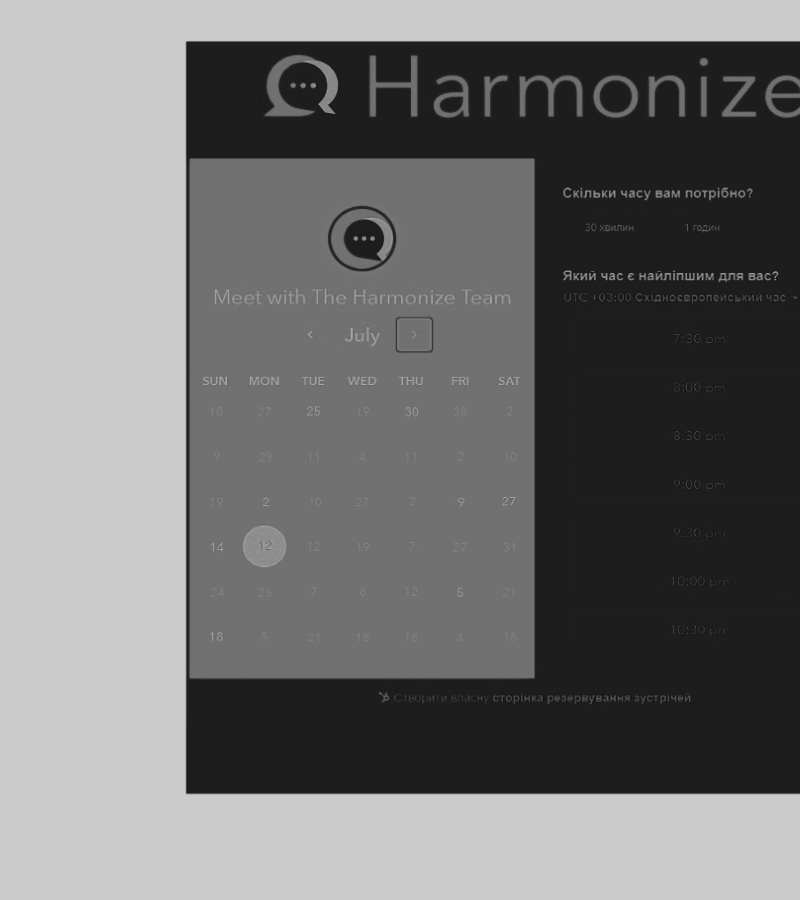 Harmonize
Meet with The Harmonize Team
July
SUN MON TUE WED THU FRI SAT
18 27 25 19 30 28 2
9 29 11 4 11 2 10
19 2 10 27 2 9 27
14 12 12 19 7 27 31
24 26 7 8 12 5 21
18 5 21 18 18 4 16
Скільки часу вам потрібно?
30 хвилин 1 годин
Який час є найліпшим для вас?
UTC +03:00 Східноєвропейський час
7:30 pm
8:00 pm
8:30 pm
9:00 pm
9:30 pm
10:00 pm
10:30 pm
Створити власну сторінка резервування зустрічей